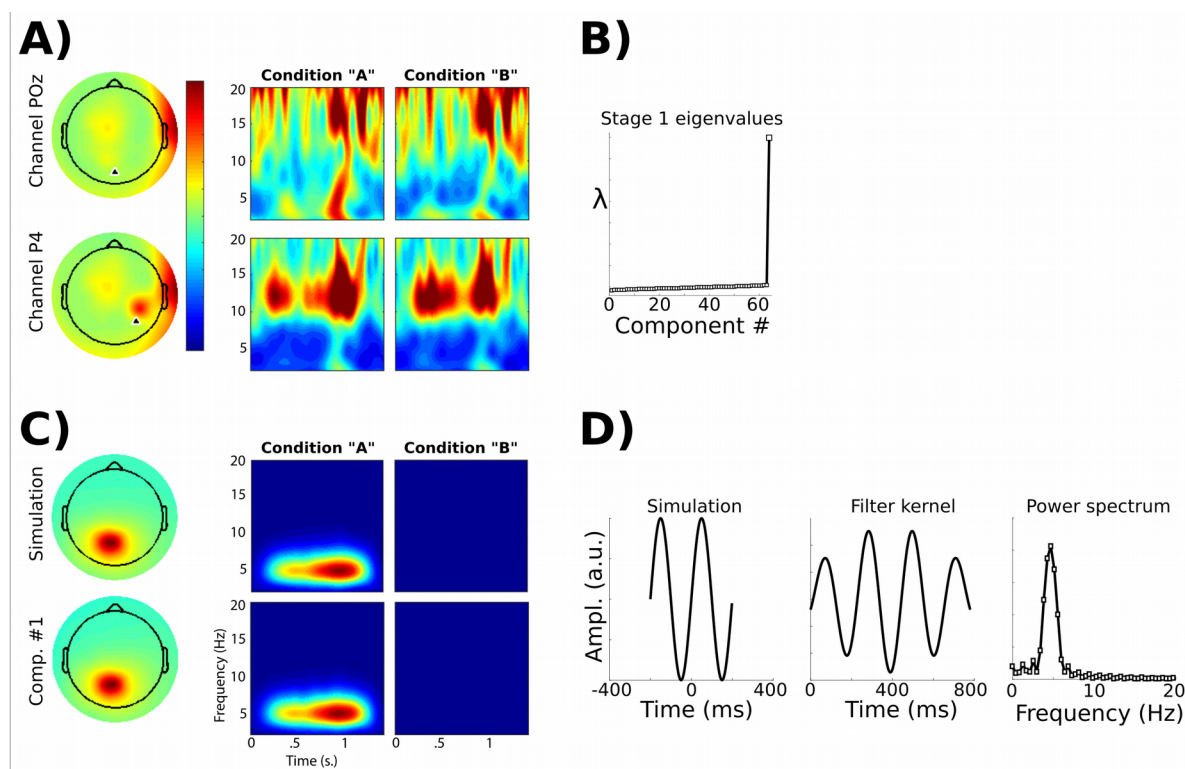 A)
Channel POz
Condition "A"
Condition "B"
20
15
10
5
Channel P4
20
15
10
5
B)
Stage 1 eigenvalues
λ
0
20
40
60
Component #
C)
Simulation
Condition "A"
Condition "B"
20
15
10
5
Comp. #1
Frequency (Hz)
20
15
10
5
0
.5
1
0
.5
1
Time (s.)
D)
Ampl. (a.u.)
Simulation
-400
0
400
Time (ms)
Filter kernel
0
400
800
Time (ms)
Power spectrum
0
10
20
Frequency (Hz)